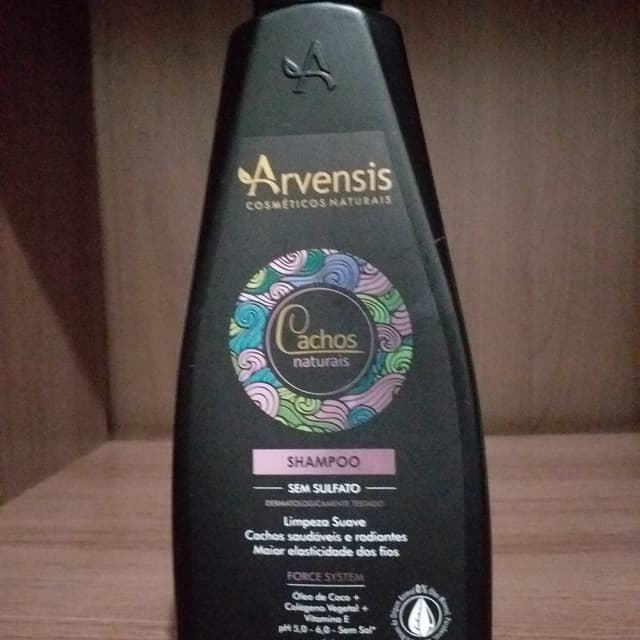 Arvensis
COSMÉTICOS NATURAIS
Cachos
naturais
SHAMPOO
SEM SULFATO
DERMATOLOGICAMENTE TESTADO
Limpeza Suave
Cachos saudáveis e radiantes
Maior elasticidade dos fios
FORCE SYSTEM
Óleo de Coco +
Colágeno Vegetal +
Vitamina E
pH 5,0 - 6,0 - Sem Sal*